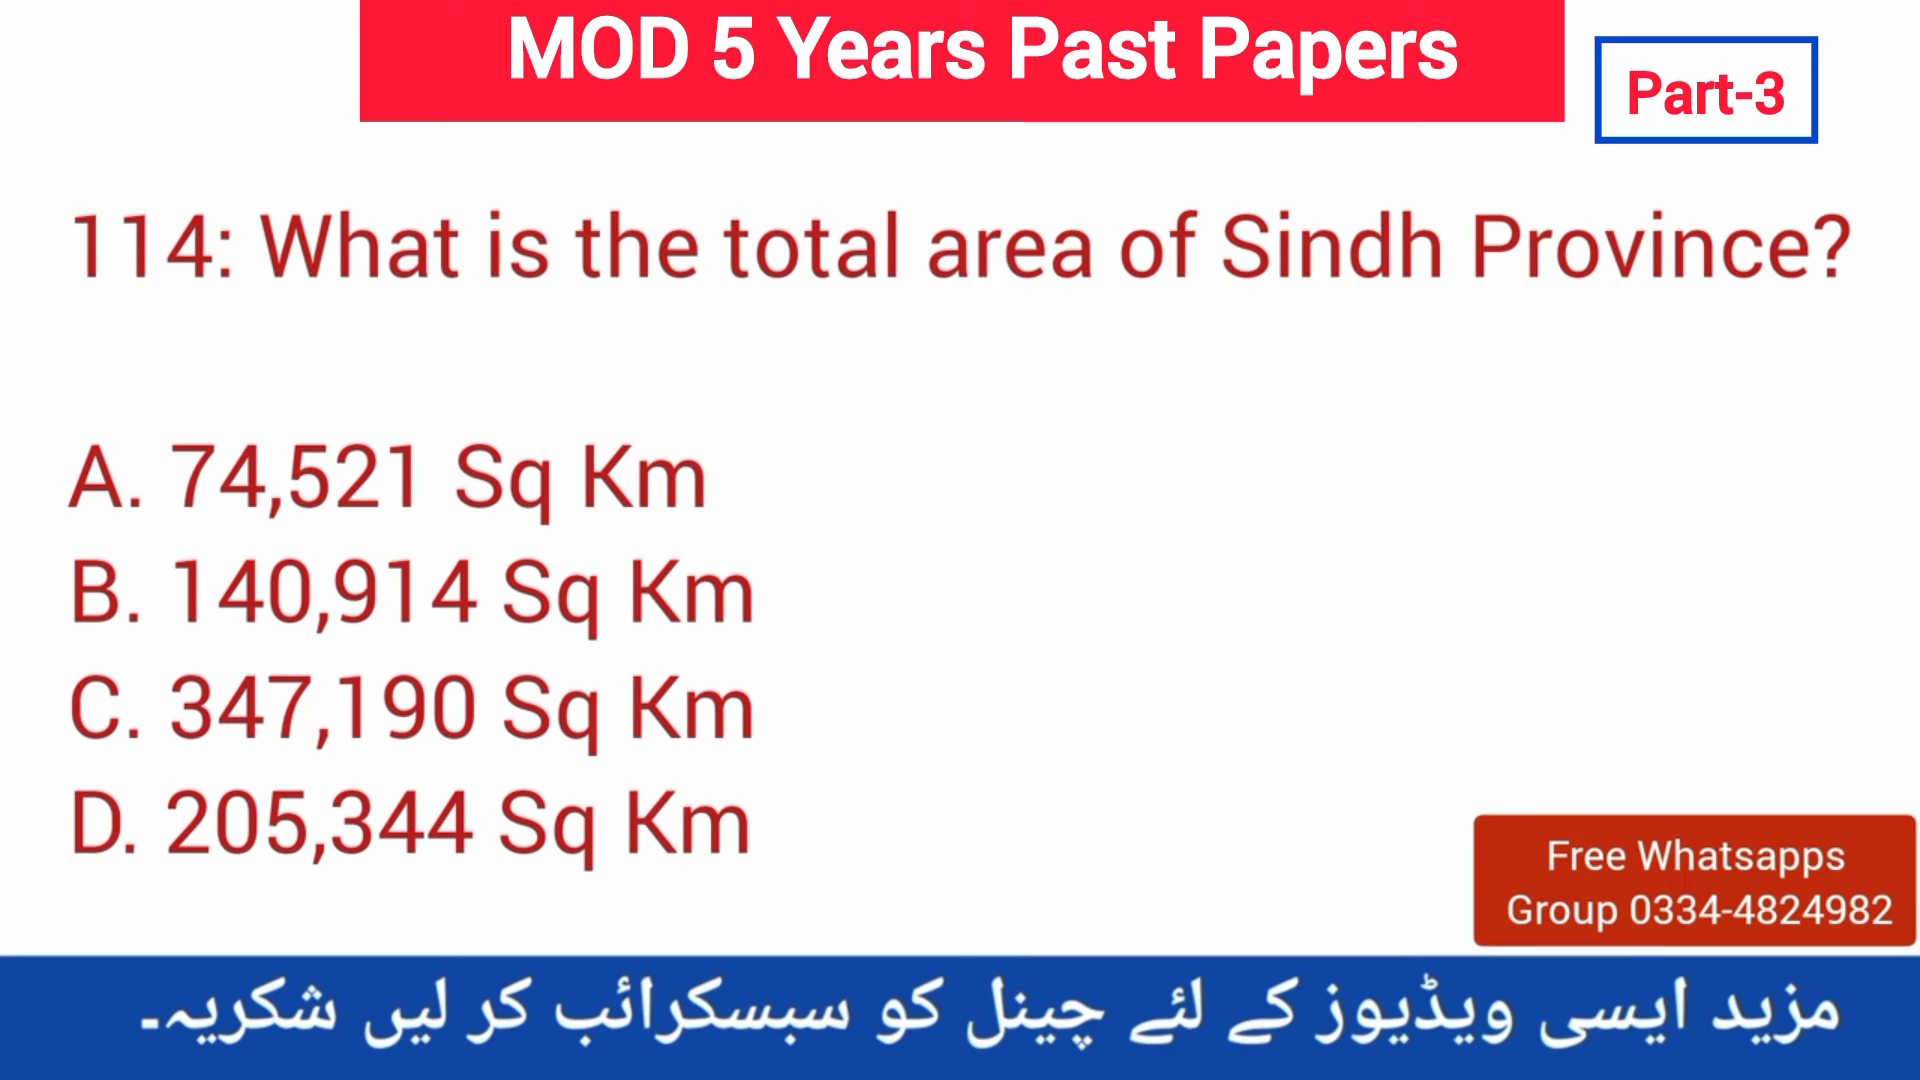 MOD 5 Years Past Papers
Part-3
114: What is the total area of Sindh Province?
A. 74,521 Sq Km
B. 140,914 Sq Km
C. 347,190 Sq Km
D. 205,344 Sq Km
Free Whatsapps
Group 0334-4824982
مزید ایسی ویڈیوز کے لئے چینل کو سبسکرائب کر لیں شکریہ۔